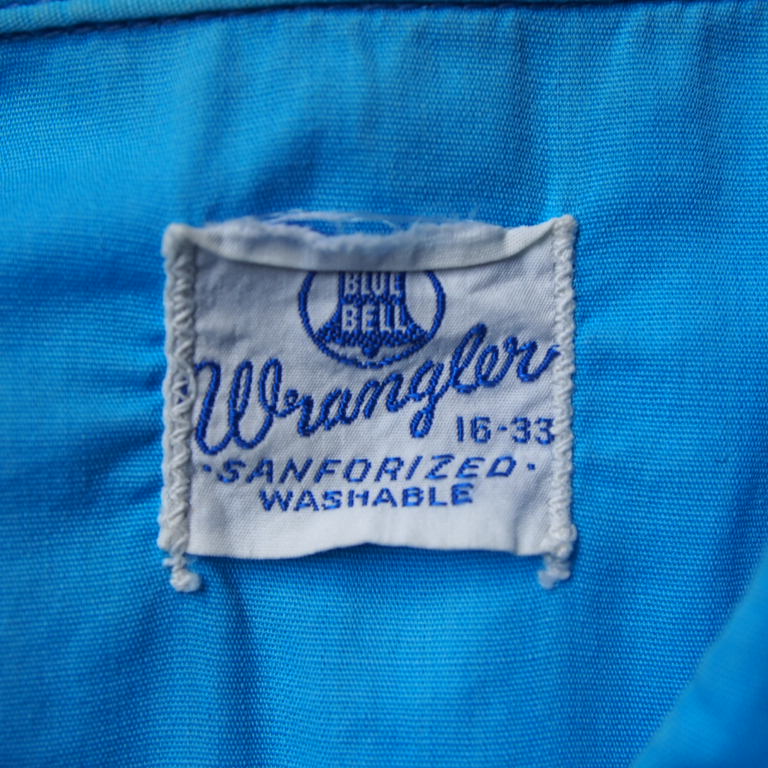 BLUE
BELL
Wrangler
16-33
·SANFORIZED·
WASHABLE